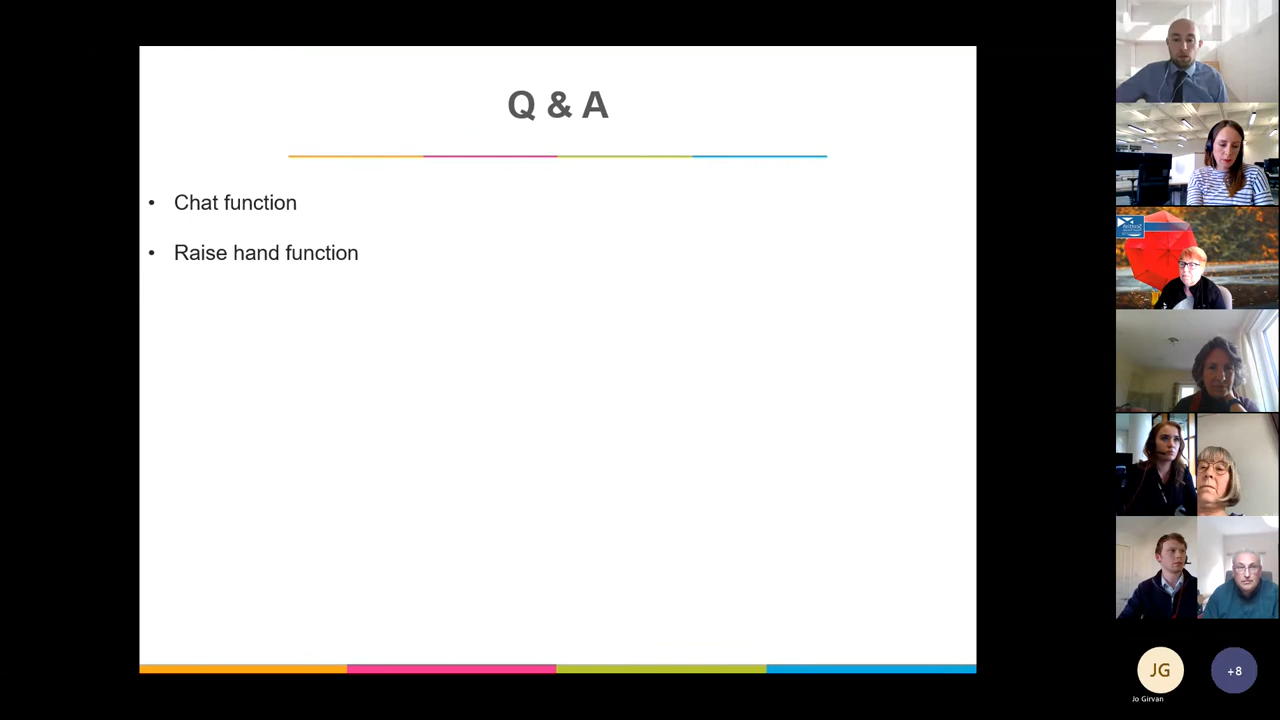 Q & A
• Chat function
• Raise hand function
JG
+8
Jo Girvan